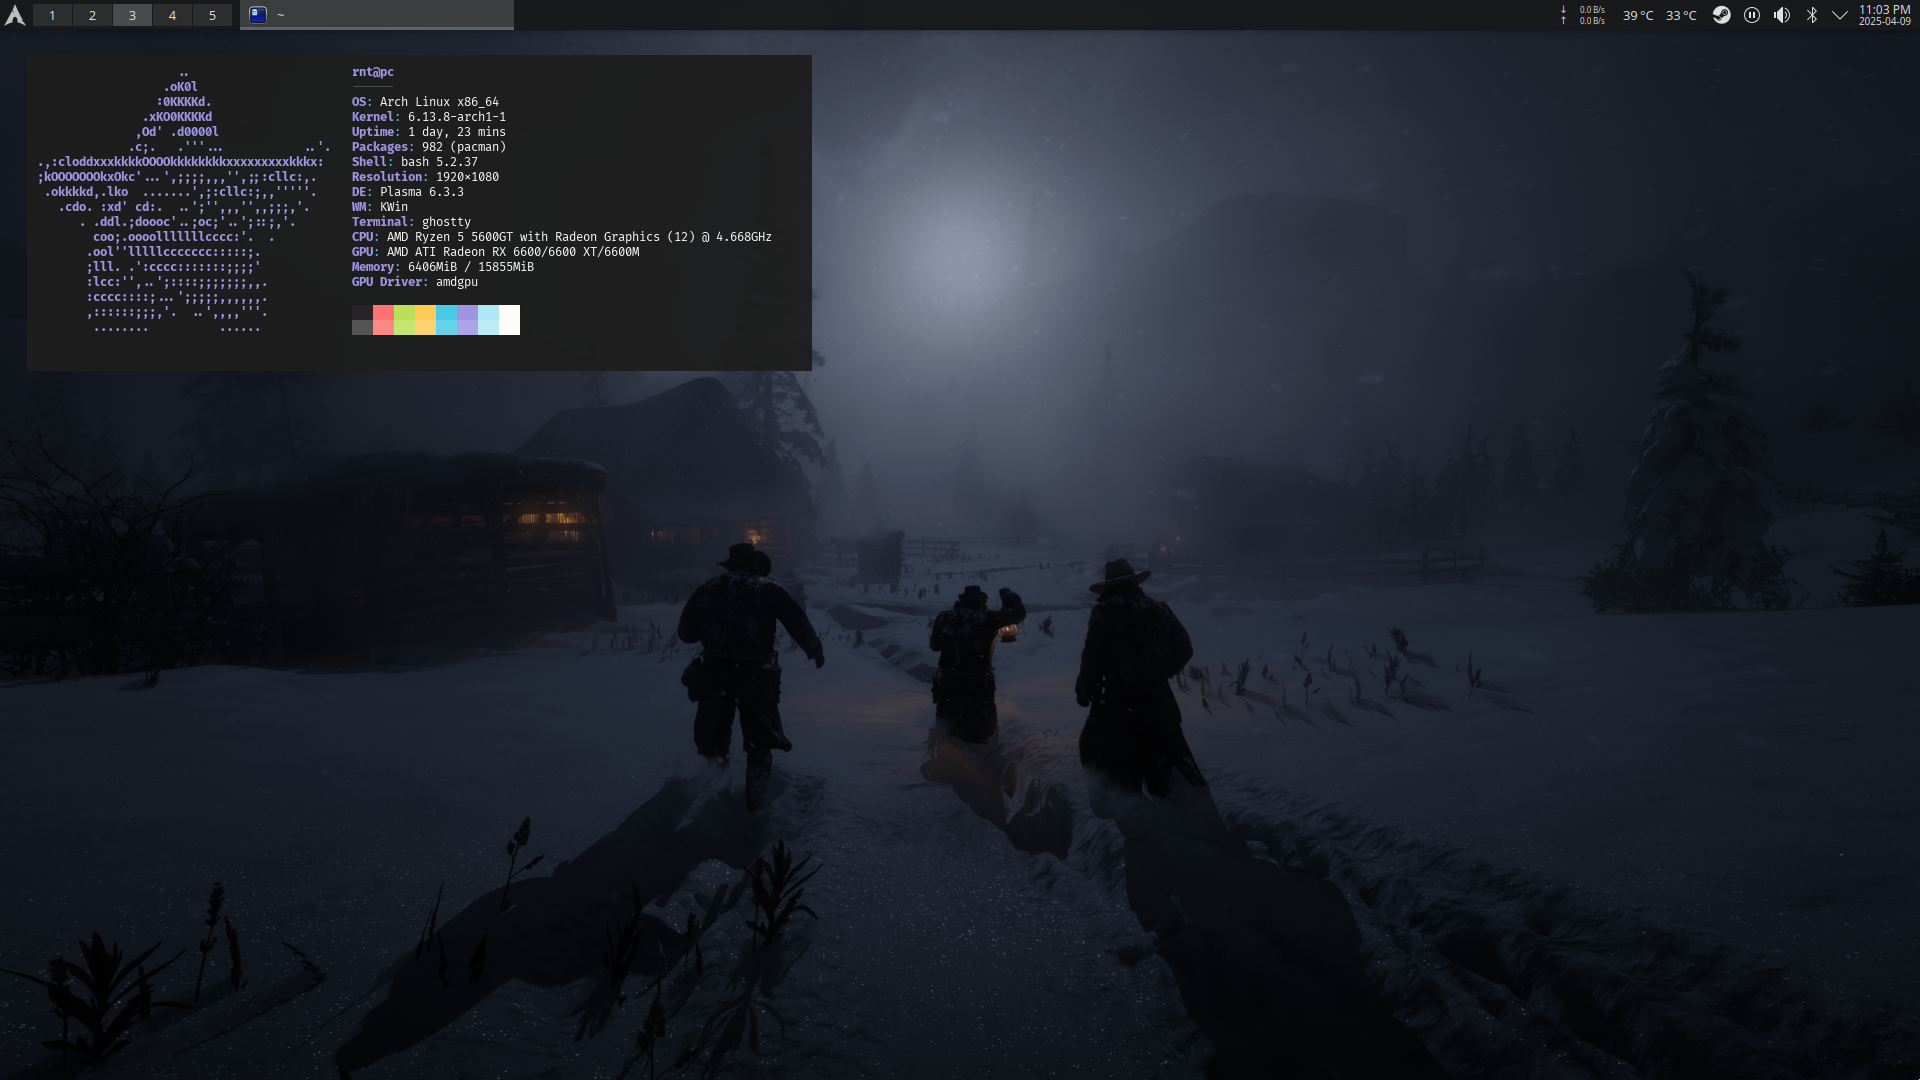 1 2 3 4 5 ~
↓ 0.0 B/s
↑ 0.0 B/s
39 °C 33 °C
11:03 PM
2025-04-09
rnt@pc
OS: Arch Linux x86_64
Kernel: 6.13.8-arch1-1
Uptime: 1 day, 23 mins
Packages: 982 (pacman)
Shell: bash 5.2.37
Resolution: 1920×1080
DE: Plasma 6.3.3
WM: KWin
Terminal: ghostty
CPU: AMD Ryzen 5 5600GT with Radeon Graphics (12) @ 4.668GHz
GPU: AMD ATI Radeon RX 6600/6600 XT/6600M
Memory: 6406MiB / 15855MiB
GPU Driver: amdgpu